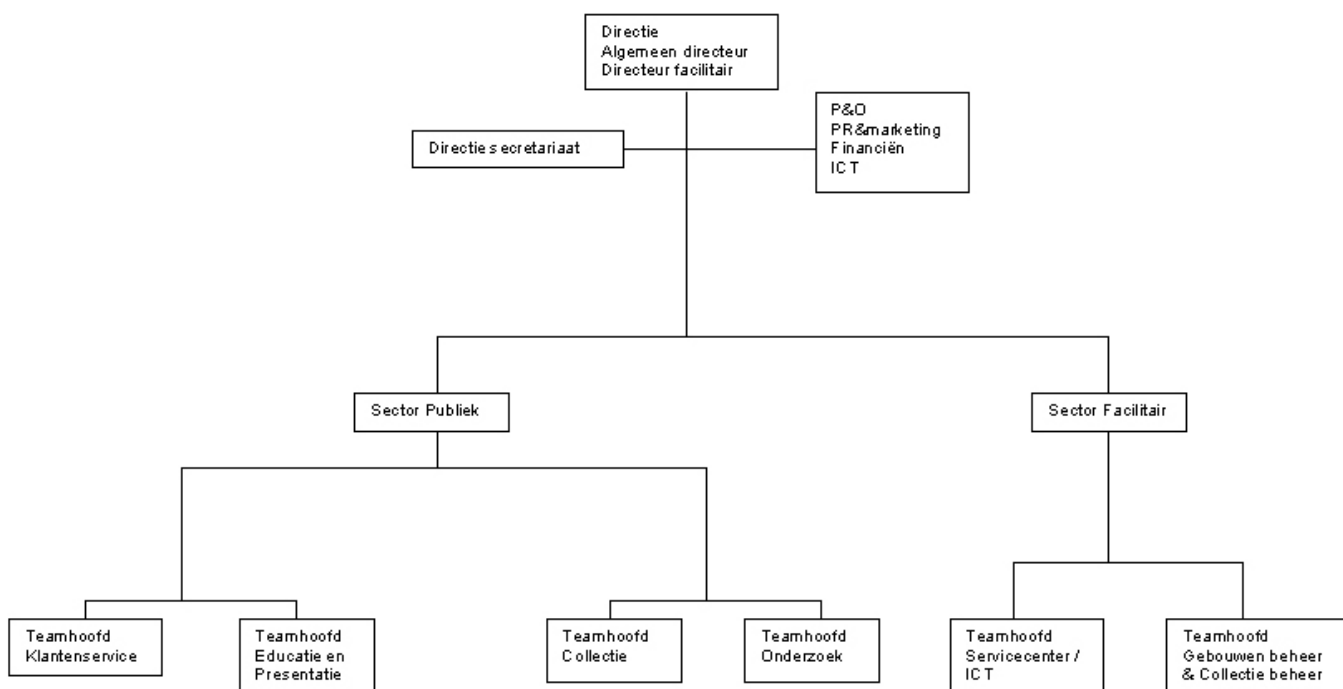 Directie
Algemeen directeur
Directeur facilitair
Directie secretariaat
P&O
PR&marketing
Financiën
ICT
Sector Publiek
Sector Facilitair
Teamhoofd
Klantenservice
Teamhoofd
Educatie en
Presentatie
Teamhoofd
Collectie
Teamhoofd
Onderzoek
Teamhoofd
Servicecenter /
ICT
Teamhoofd
Gebouwen beheer
& Collectie beheer